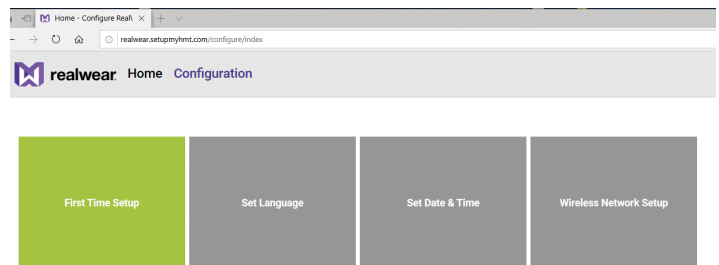 Home - Configure RealW
realwear.setupmyhmt.com/configure/index
realwear. Home Configuration
First Time Setup Set Language Set Date & Time Wireless Network Setup